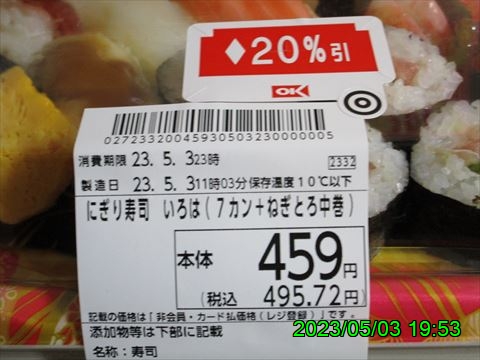 ♦20%引
OK
02723320045930503230000005
消費期限 23. 5. 3 23時
2332
製造日 23. 5. 3 11時03分 保存温度10℃以下
にぎり寿司 いろは(7カン+ねぎとろ中巻)
本体 459円
(税込 495.72円)
記載の価格は「非会員・カード払価格(レジ登録)」です。
添加物等は下部に記載
名称:寿司
2023/05/03 19:53